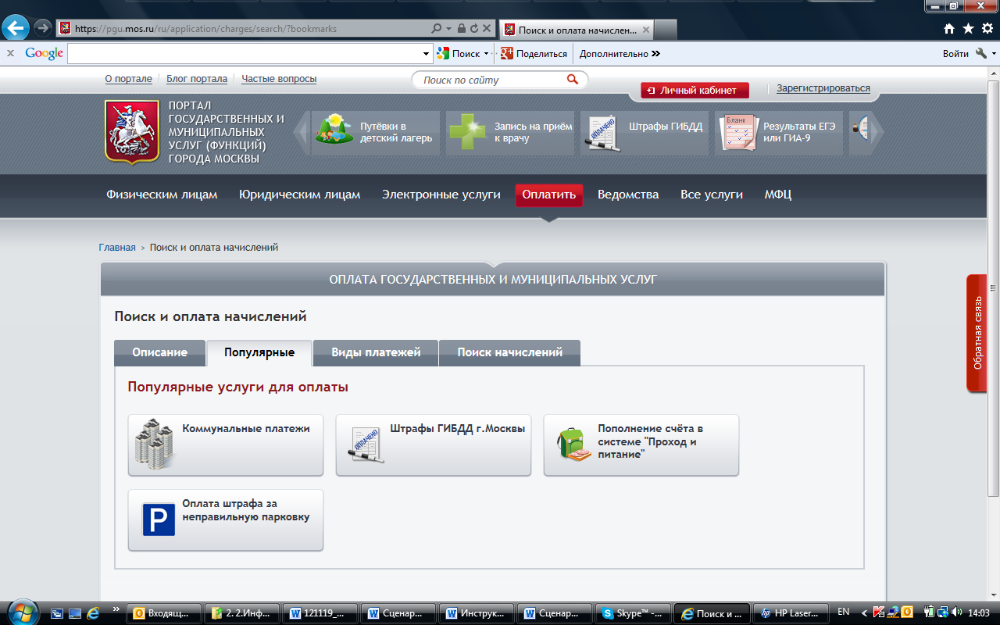 https://pgu.mos.ru/ru/application/charges/search/?bookmarks
Поиск и оплата начислен...
Google
Поиск
Поделиться
Дополнительно
Войти
О портале
Блог портала
Частые вопросы
Поиск по сайту
Личный кабинет
Зарегистрироваться
ПОРТАЛ
ГОСУДАРСТВЕННЫХ И
МУНИЦИПАЛЬНЫХ
УСЛУГ (ФУНКЦИЙ)
ГОРОДА МОСКВЫ
Путёвки в
детский лагерь
Запись на приём
к врачу
ОПЛАЧЕНО
Штрафы ГИБДД
Бланк
Результаты ЕГЭ
или ГИА-9
Физическим лицам
Юридическим лицам
Электронные услуги
Оплатить
Ведомства
Все услуги
МФЦ
Главная > Поиск и оплата начислений
ОПЛАТА ГОСУДАРСТВЕННЫХ И МУНИЦИПАЛЬНЫХ УСЛУГ
Обратная связь
Поиск и оплата начислений
Описание
Популярные
Виды платежей
Поиск начислений
Популярные услуги для оплаты
Коммунальные платежи
ОПЛАЧЕНО
Штрафы ГИБДД г.Москвы
Пополнение счёта в
системе "Проход и
питание"
P
Оплата штрафа за
неправильную парковку
Входящ...
2. 2.Инф...
121119_...
Сценар...
Инструк...
Сценар...
Skype™ -...
Поиск и ...
HP Laser...
EN
14:03